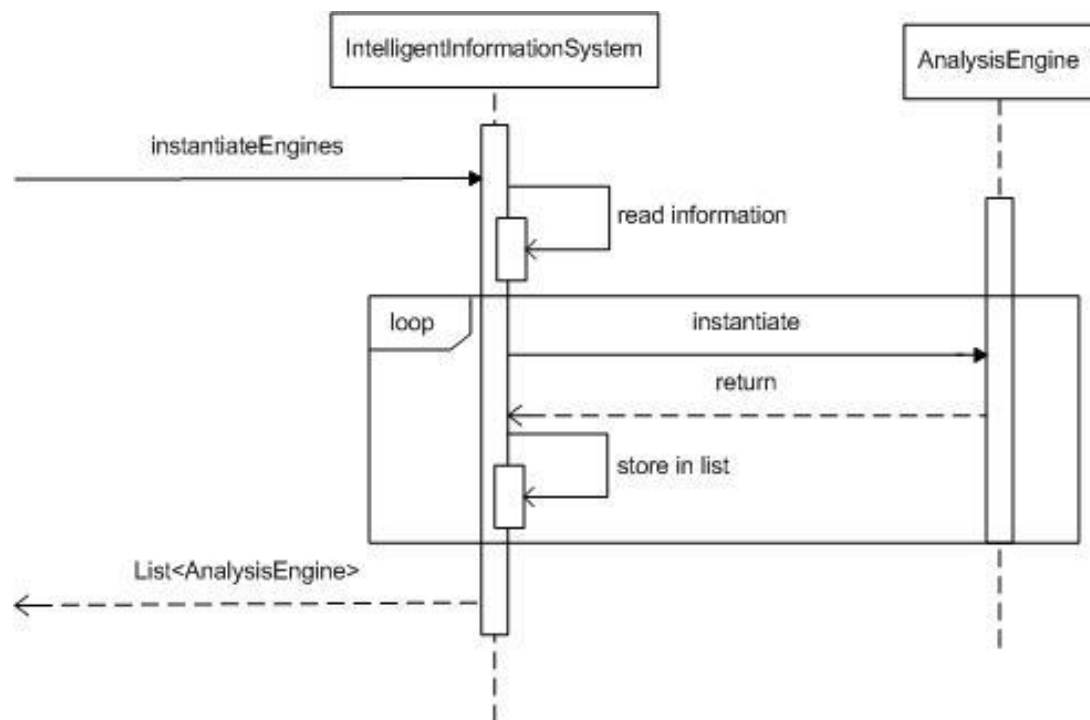 IntelligentInformationSystem
AnalysisEngine
instantiateEngines
read information
loop
instantiate
return
store in list
List<AnalysisEngine>